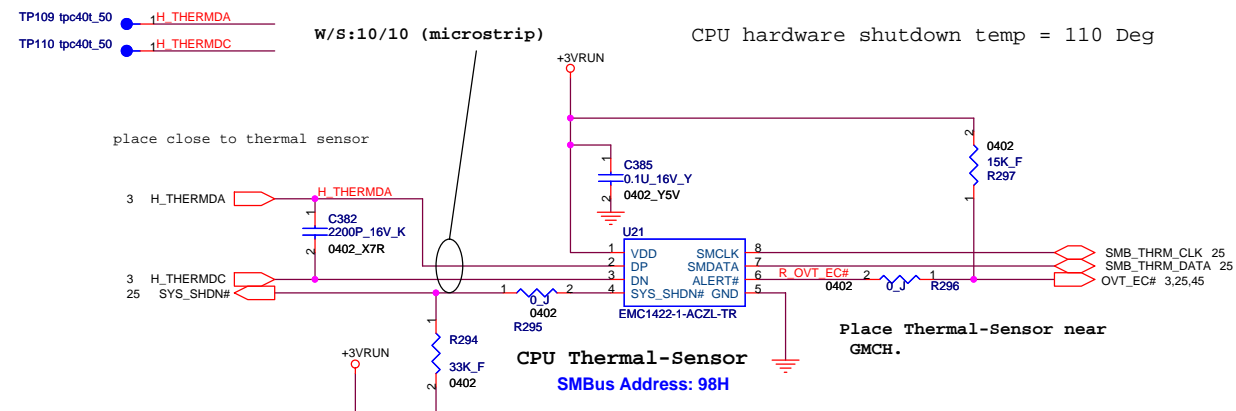 TP109 tpc40t_50
1
H_THERMDA
TP110 tpc40t_50
1
H_THERMDC
W/S:10/10 (microstrip)
CPU hardware shutdown temp = 110 Deg
+3VRUN
place close to thermal sensor
1
C385
0.1U_16V_Y
2
0402_Y5V
2
0402
15K_F
R297
1
3 H_THERMDA
H_THERMDA
1
C382
2200P_16V_K
2
0402_X7R
U21
1 VDD SMCLK 8
2 DP SMDATA 7
3 DN ALERT# 6
4 SYS_SHDN# GND 5
EMC1422-1-ACZL-TR
SMB_THRM_CLK 25
SMB_THRM_DATA 25
R_OVT_EC# 2 1
0402 0_J R296
OVT_EC# 3,25,45
3 H_THERMDC
25 SYS_SHDN#
1 2
0_J
0402
R295
1
R294
33K_F
0402
2
+3VRUN
CPU Thermal-Sensor
SMBus Address: 98H
Place Thermal-Sensor near
GMCH.